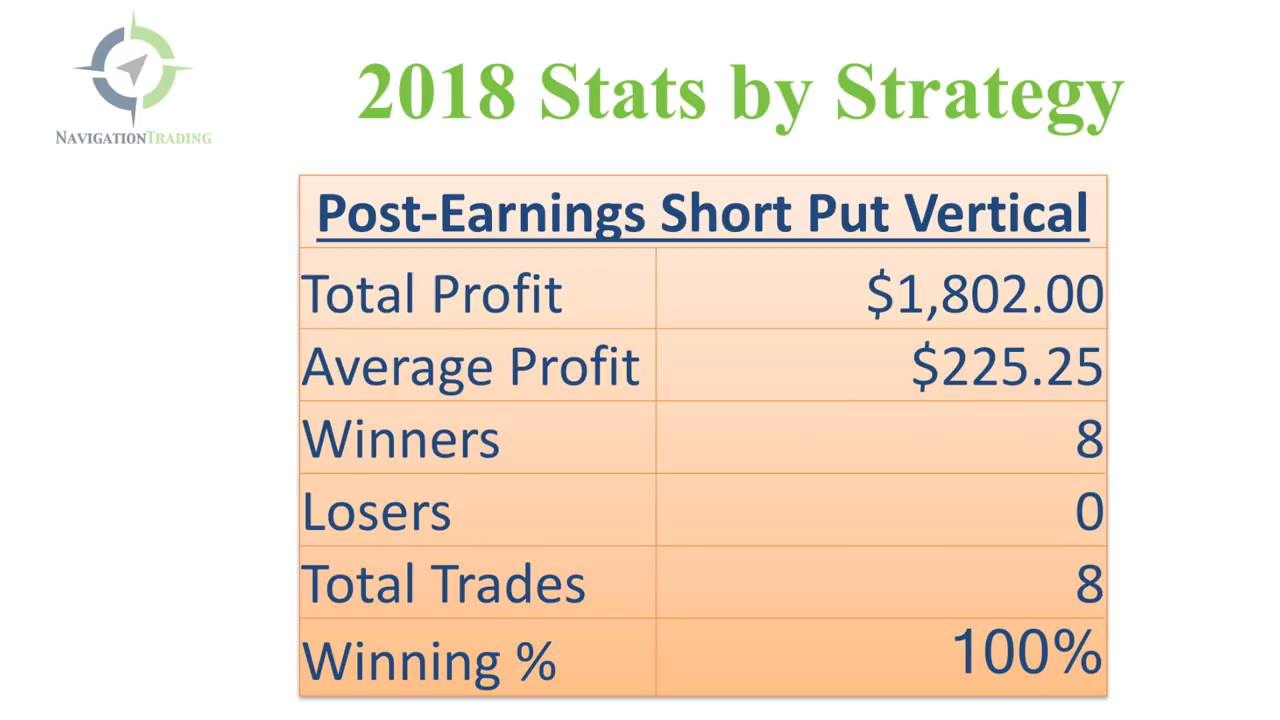 NAVIGATIONTRADING
2018 Stats by Strategy
Post-Earnings Short Put Vertical
Total Profit $1,802.00
Average Profit $225.25
Winners 8
Losers 0
Total Trades 8
Winning % 100%